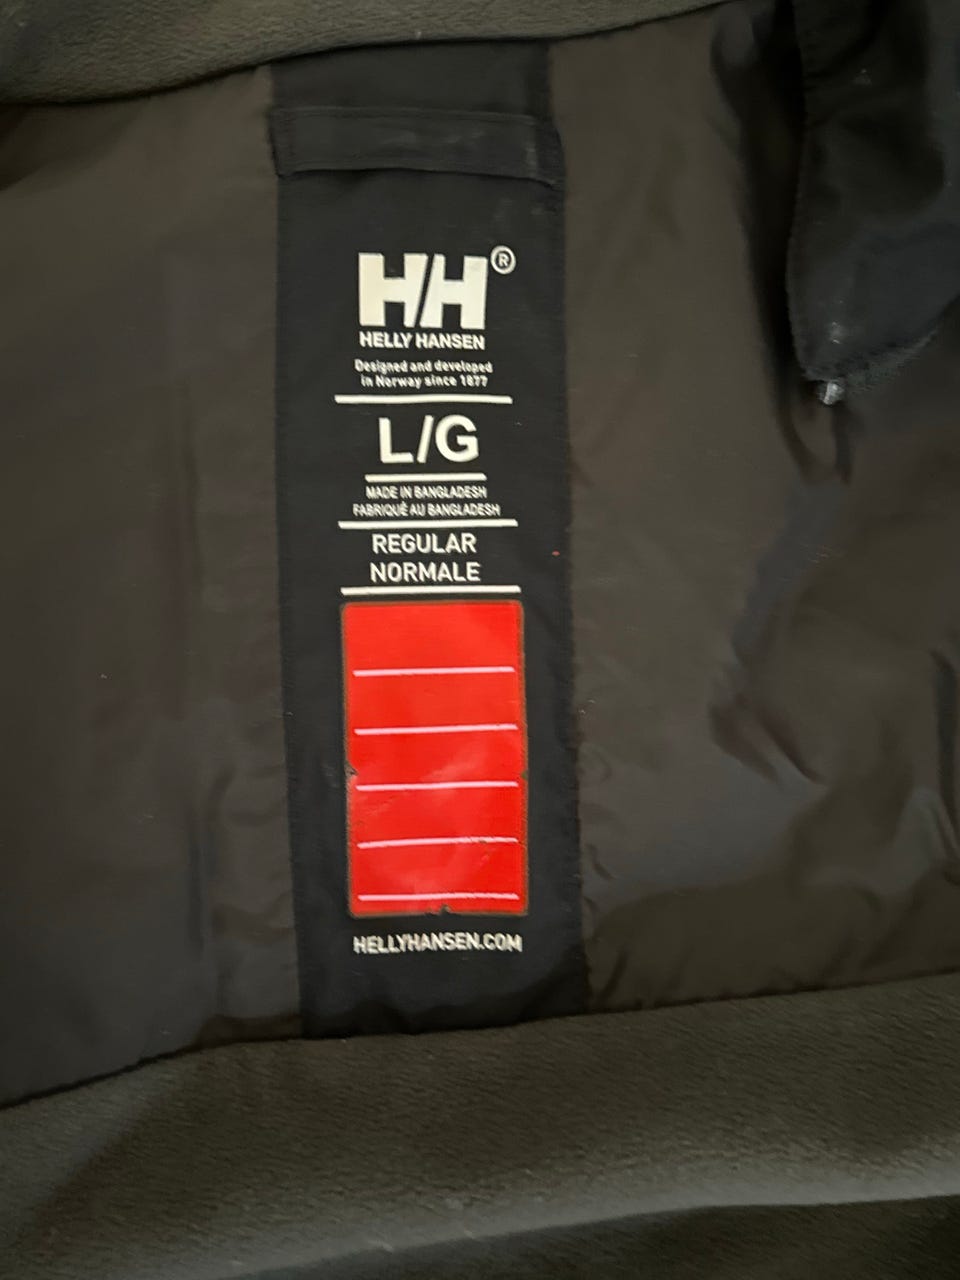 H/H®
HELLY HANSEN
Designed and developed
in Norway since 1877
L/G
MADE IN BANGLADESH
FABRIQUÉ AU BANGLADESH
REGULAR
NORMALE
HELLYHANSEN.COM